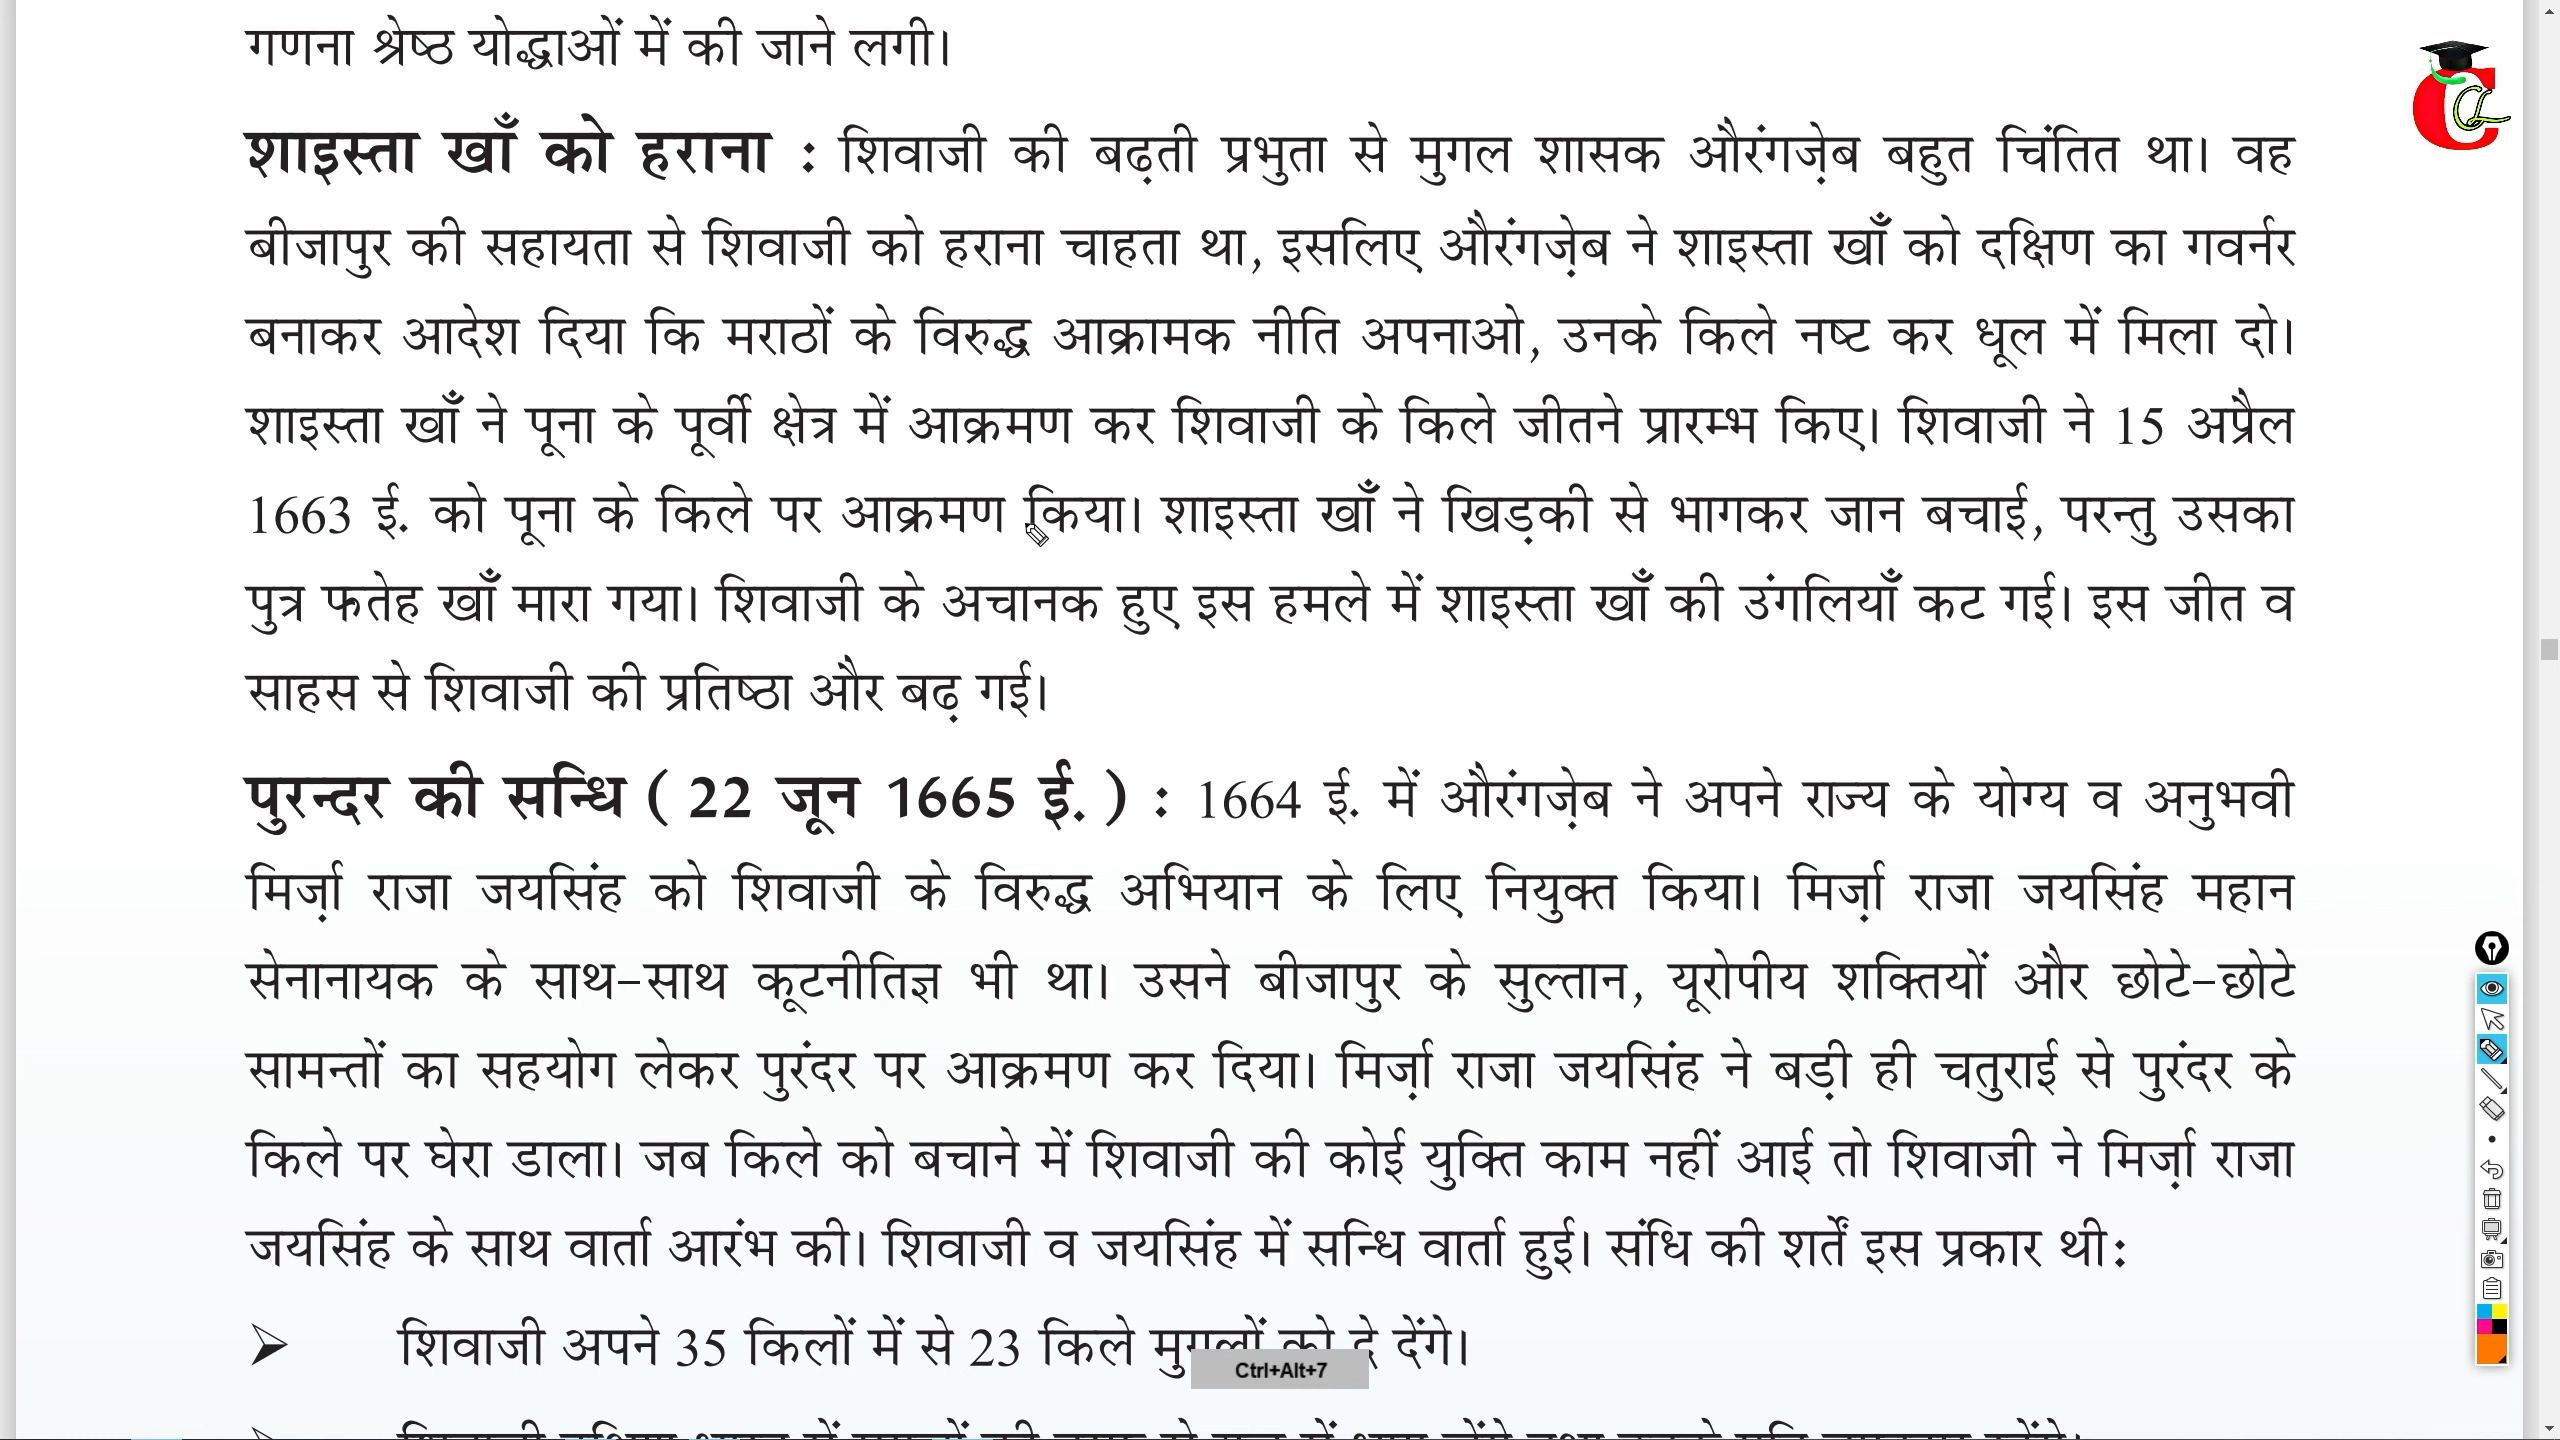 गणना श्रेष्ठ योद्धाओं में की जाने लगी।
शाइस्ता खाँ को हराना : शिवाजी की बढ़ती प्रभुता से मुगल शासक औरंगज़ेब बहुत चिंतित था। वह
बीजापुर की सहायता से शिवाजी को हराना चाहता था, इसलिए औरंगज़ेब ने शाइस्ता खाँ को दक्षिण का गवर्नर
बनाकर आदेश दिया कि मराठों के विरुद्ध आक्रामक नीति अपनाओ, उनके किले नष्ट कर धूल में मिला दो।
शाइस्ता खाँ ने पूना के पूर्वी क्षेत्र में आक्रमण कर शिवाजी के किले जीतने प्रारम्भ किए। शिवाजी ने 15 अप्रैल
1663 ई. को पूना के किले पर आक्रमण किया। शाइस्ता खाँ ने खिड़की से भागकर जान बचाई, परन्तु उसका
पुत्र फतेह खाँ मारा गया। शिवाजी के अचानक हुए इस हमले में शाइस्ता खाँ की उंगलियाँ कट गई। इस जीत व
साहस से शिवाजी की प्रतिष्ठा और बढ़ गई।
पुरन्दर की सन्धि ( 22 जून 1665 ई. ) : 1664 ई. में औरंगज़ेब ने अपने राज्य के योग्य व अनुभवी
मिर्ज़ा राजा जयसिंह को शिवाजी के विरुद्ध अभियान के लिए नियुक्त किया। मिर्ज़ा राजा जयसिंह महान
सेनानायक के साथ-साथ कूटनीतिज्ञ भी था। उसने बीजापुर के सुल्तान, यूरोपीय शक्तियों और छोटे-छोटे
सामन्तों का सहयोग लेकर पुरंदर पर आक्रमण कर दिया। मिर्ज़ा राजा जयसिंह ने बड़ी ही चतुराई से पुरंदर के
किले पर घेरा डाला। जब किले को बचाने में शिवाजी की कोई युक्ति काम नहीं आई तो शिवाजी ने मिर्ज़ा राजा
जयसिंह के साथ वार्ता आरंभ की। शिवाजी व जयसिंह में सन्धि वार्ता हुई। संधि की शर्तें इस प्रकार थी:
➢ शिवाजी अपने 35 किलों में से 23 किले मुगलों को दे देंगे।
Ctrl+Alt+7